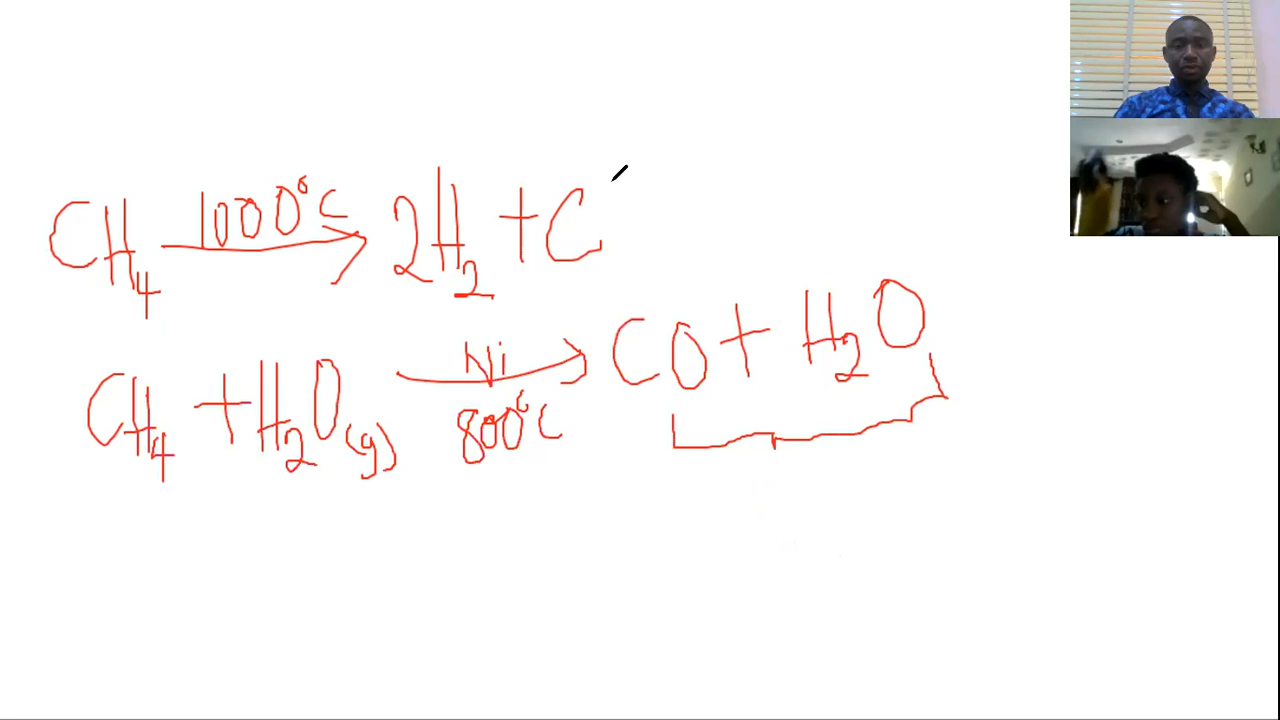 CH₄ —1000°C→ 2H₂ + C
CH₄ + H₂O(g) —Ni 800°C→ CO + H₂O